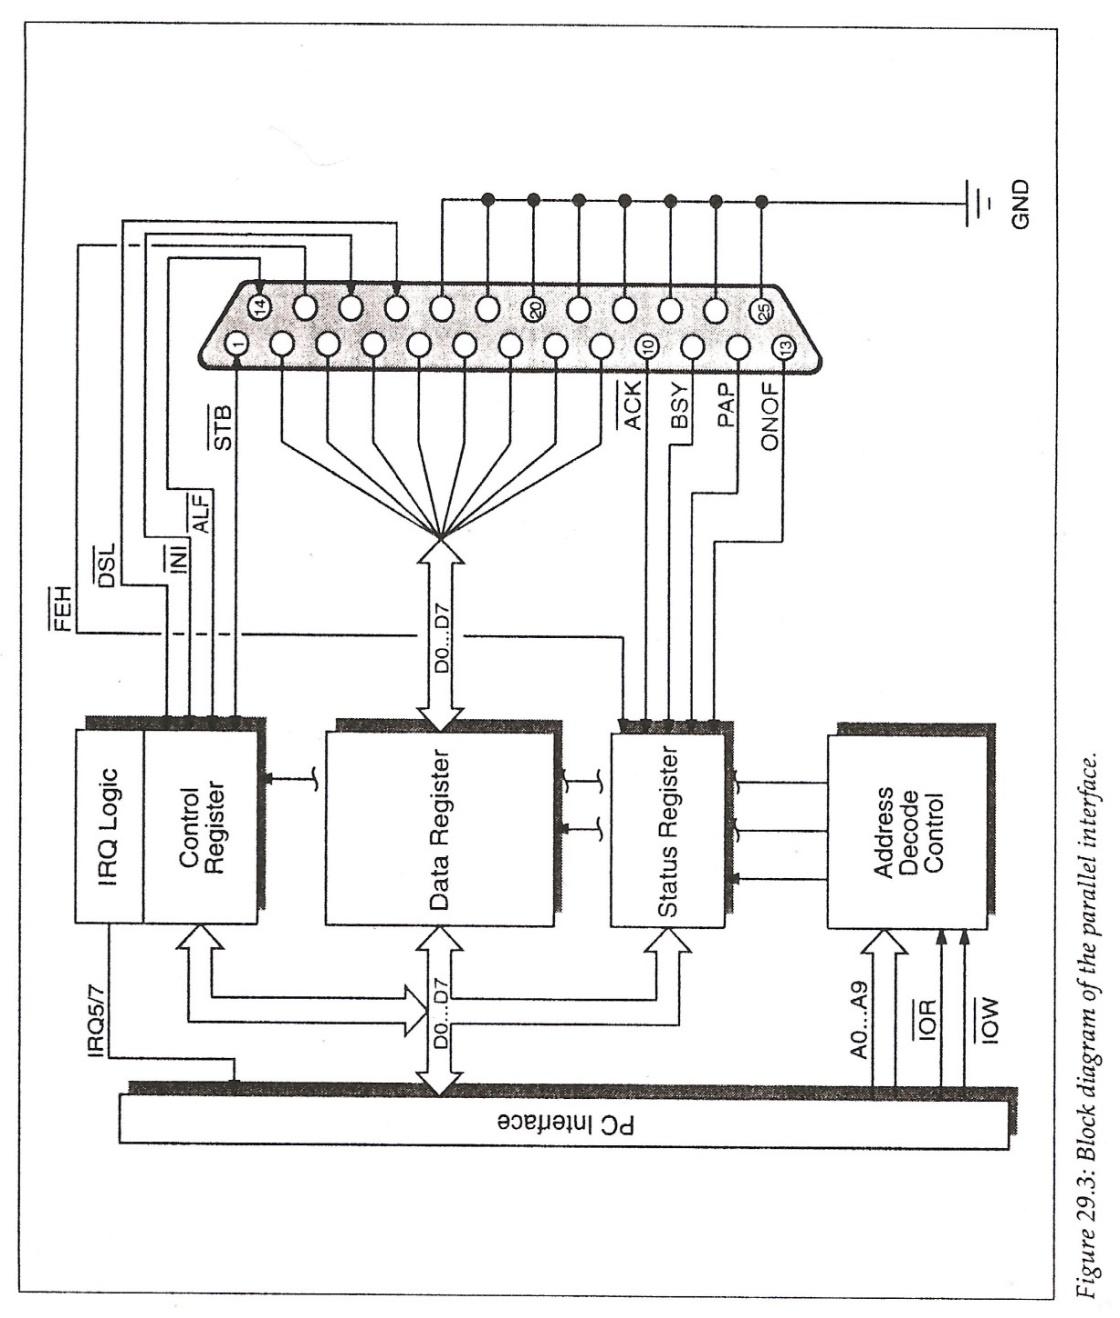 PC Interface
IRQ5/7
IRQ Logic
Control
Register
D0...D7
Data Register
D0...D7
Status Register
A0...A9
IOR
IOW
Address
Decode
Control
FEH
DSL
INI
ALF
STB
ACK
BSY
PAP
ONOF
1
14
10
20
13
25
GND
Figure 29.3: Block diagram of the parallel interface.